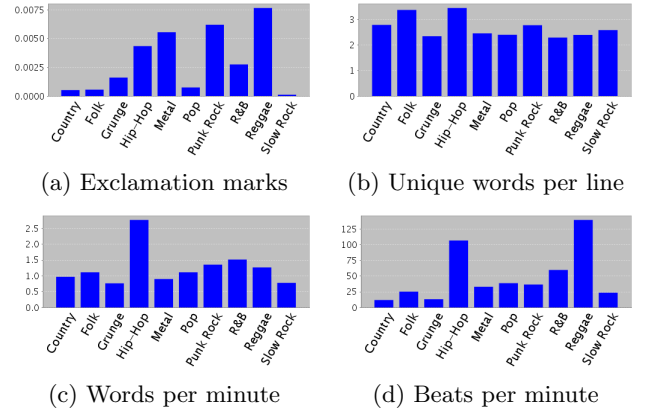 0.0075
0.0050
0.0025
0.0000
Country Folk Grunge Hip-Hop Metal Pop Punk Rock R&B Reggae Slow Rock
(a) Exclamation marks
3
2
1
0
Country Folk Grunge Hip-Hop Metal Pop Punk Rock R&B Reggae Slow Rock
(b) Unique words per line
2.5
2.0
1.5
1.0
0.5
0.0
Country Folk Grunge Hip-Hop Metal Pop Punk Rock R&B Reggae Slow Rock
(c) Words per minute
125
100
75
50
25
0
Country Folk Grunge Hip-Hop Metal Pop Punk Rock R&B Reggae Slow Rock
(d) Beats per minute